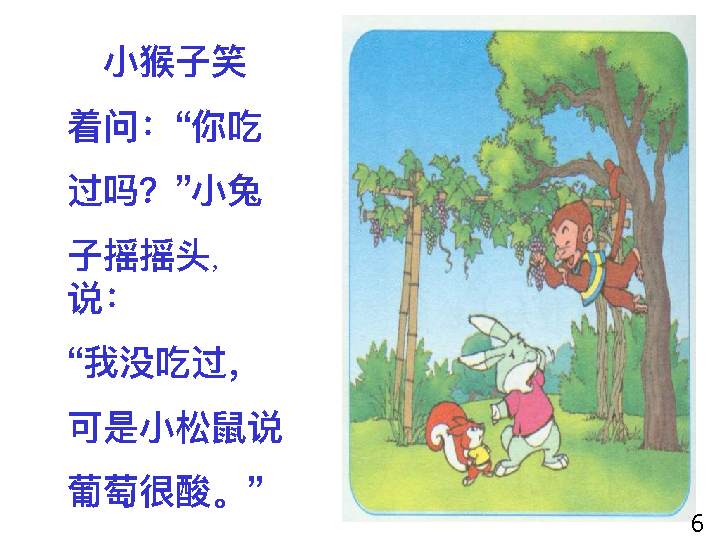 小猴子笑
着问：“你吃
过吗？”小兔
子摇摇头，
说：
“我没吃过，
可是小松鼠说
葡萄很酸。”
6